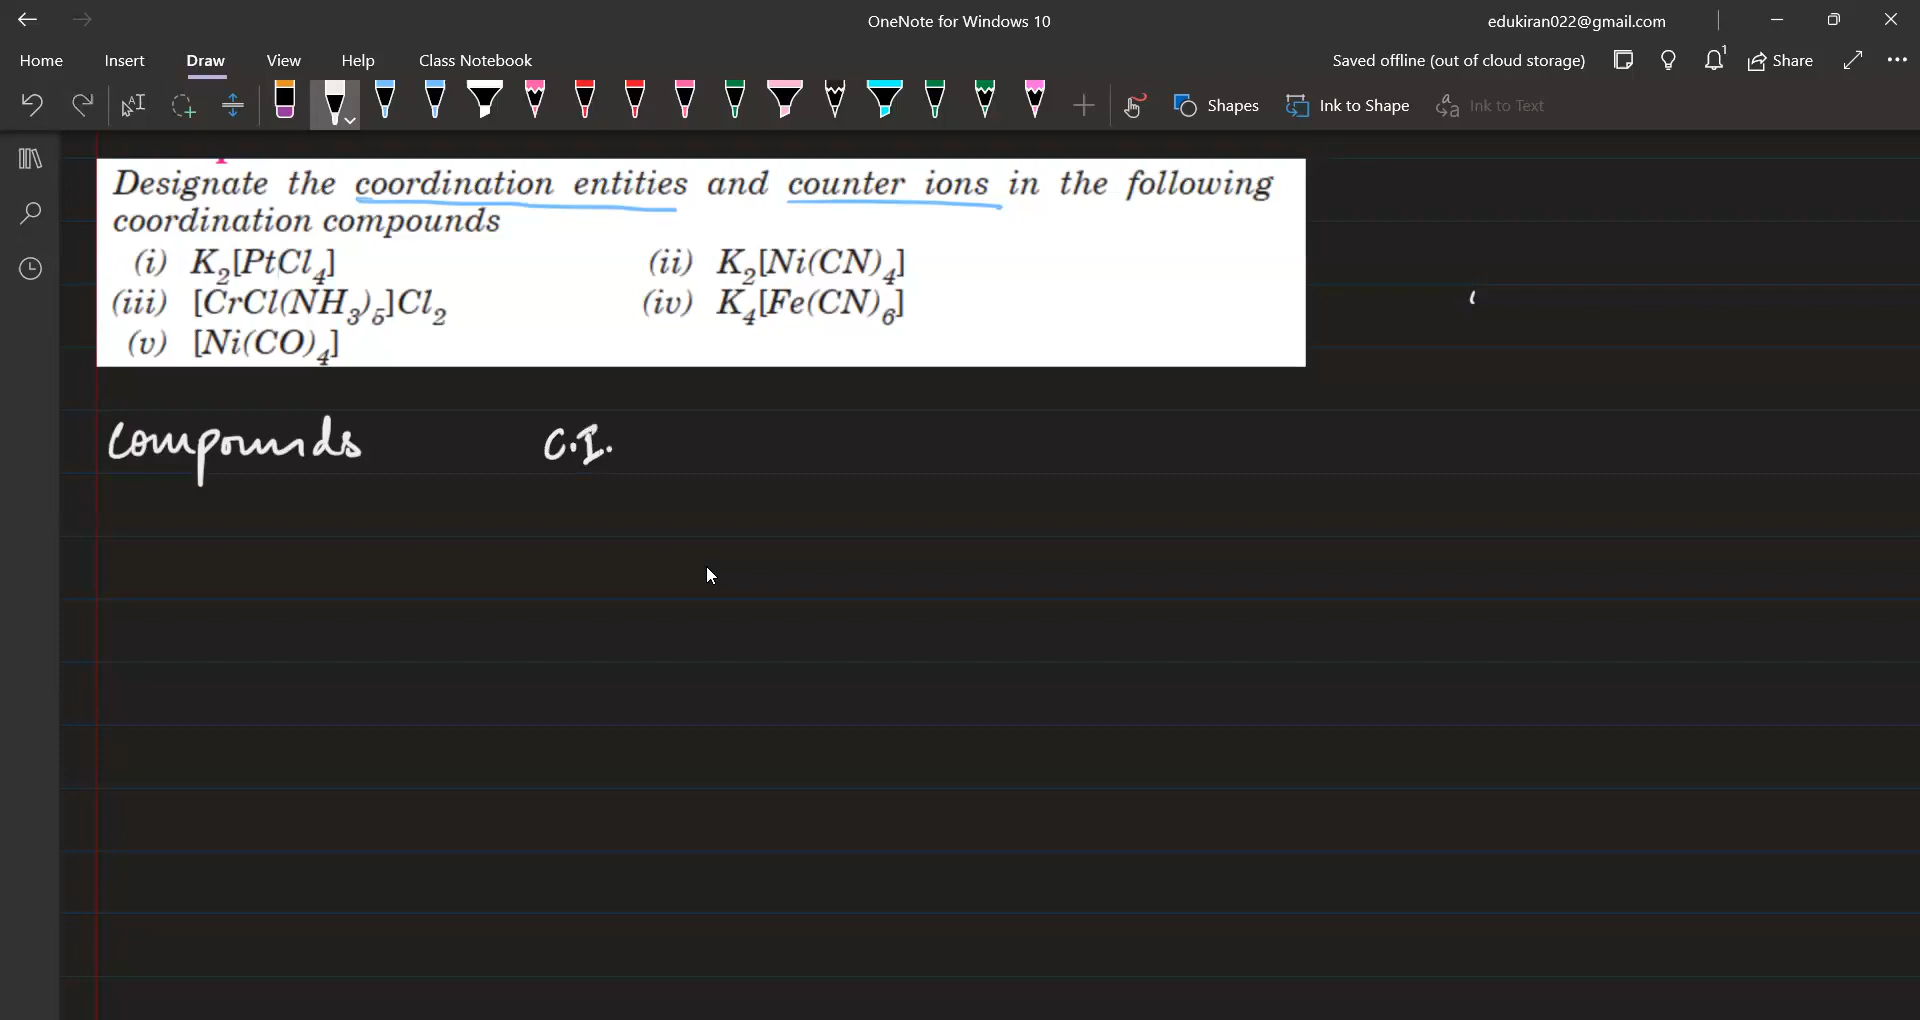 OneNote for Windows 10
edukiran022@gmail.com
Home Insert Draw View Help Class Notebook
Saved offline (out of cloud storage)
1
Share
Shapes
Ink to Shape
Ink to Text
Designate the coordination entities and counter ions in the following
coordination compounds
(i) K₂[PtCl₄] (ii) K₂[Ni(CN)₄]
(iii) [CrCl(NH₃)₅]Cl₂ (iv) K₄[Fe(CN)₆]
(v) [Ni(CO)₄]
Compounds C.I.